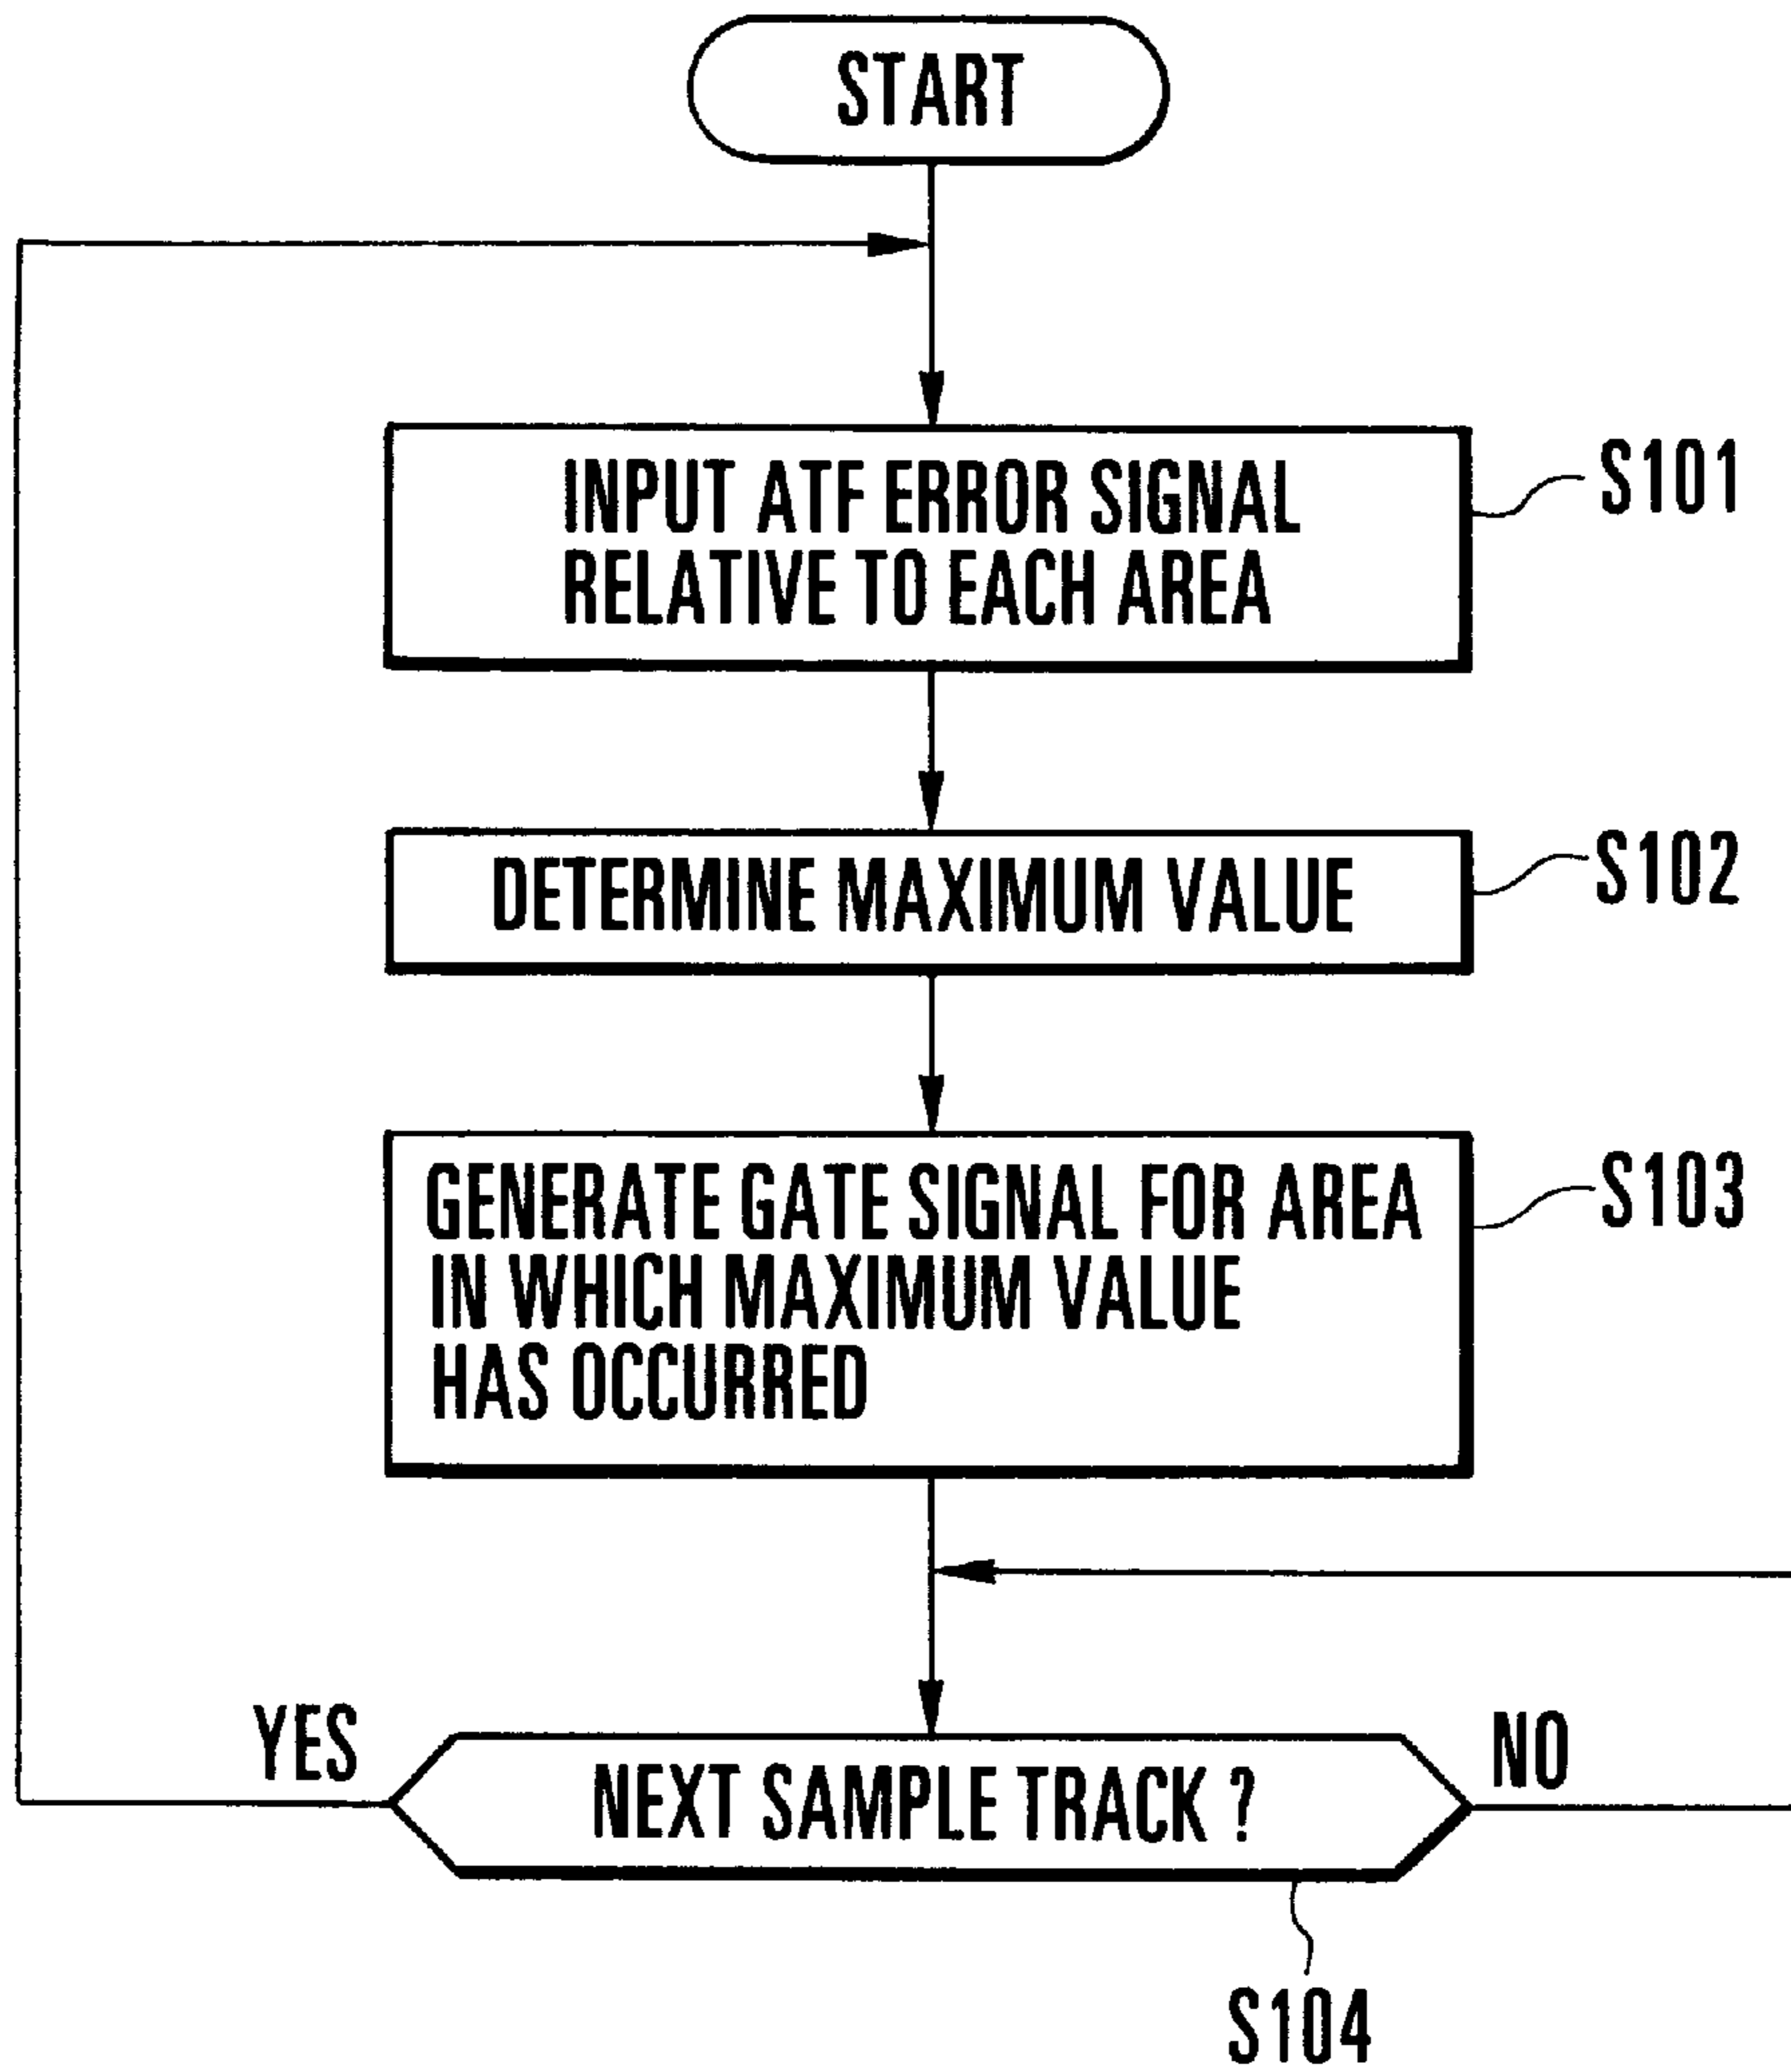 START
INPUT ATF ERROR SIGNAL
RELATIVE TO EACH AREA
S101
DETERMINE MAXIMUM VALUE
S102
GENERATE GATE SIGNAL FOR AREA
IN WHICH MAXIMUM VALUE
HAS OCCURRED
S103
YES
NEXT SAMPLE TRACK ?
NO
S104